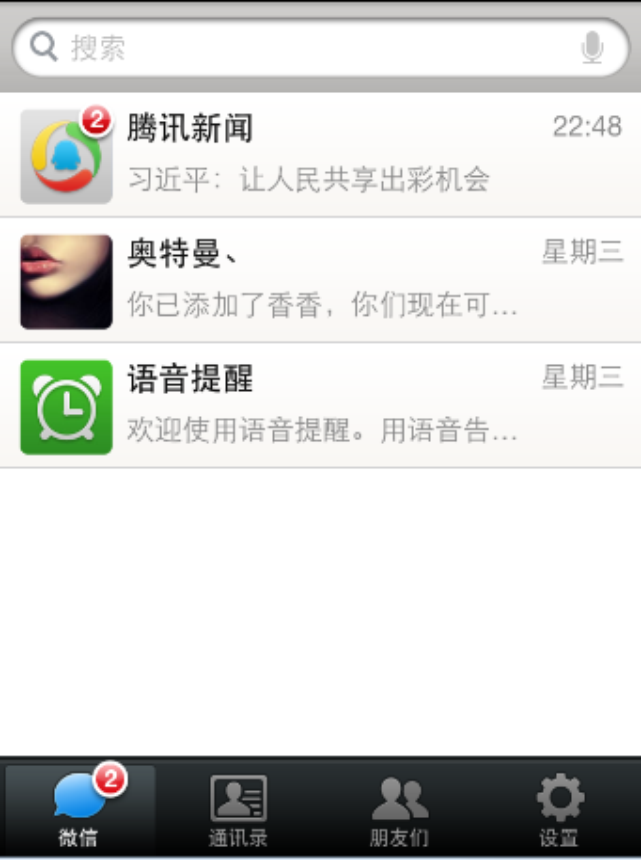 搜索
2
腾讯新闻
22:48
习近平：让人民共享出彩机会
奥特曼、
星期三
你已添加了香香，你们现在可...
语音提醒
星期三
欢迎使用语音提醒。用语音告...
2
微信
通讯录
朋友们
设置